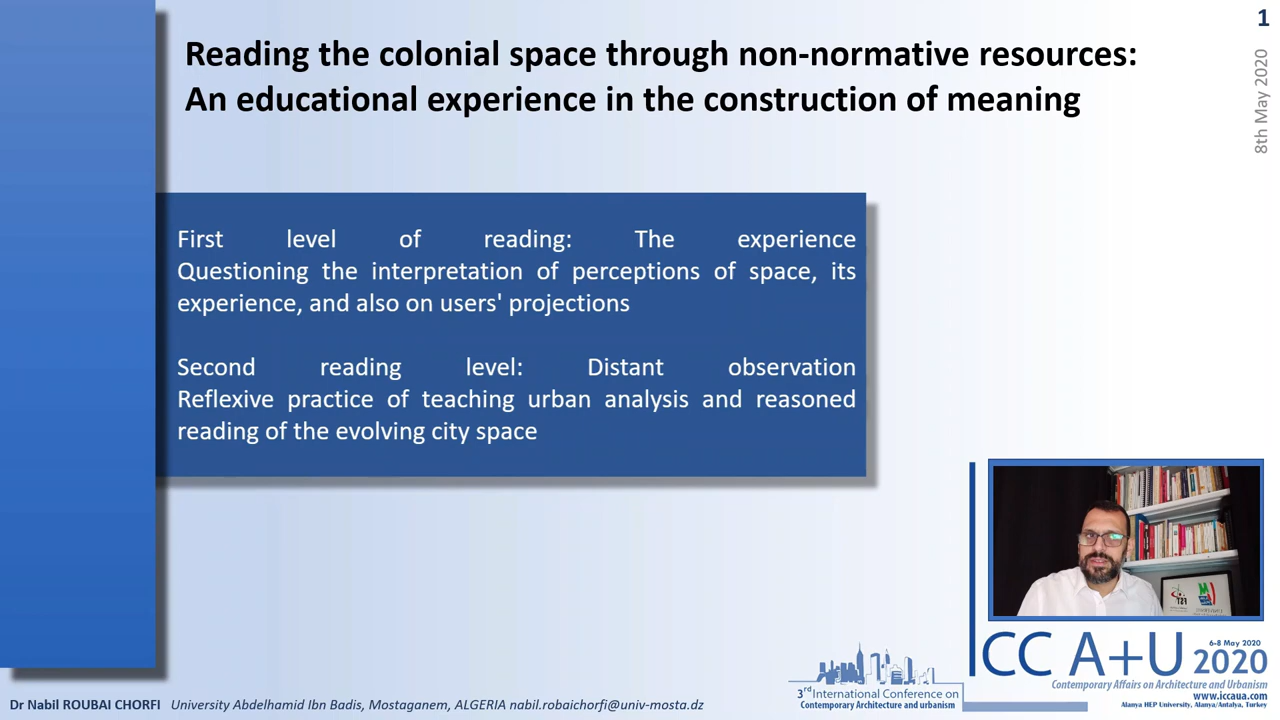 1
8th May 2020
Reading the colonial space through non-normative resources:
An educational experience in the construction of meaning
First level of reading: The experience
Questioning the interpretation of perceptions of space, its
experience, and also on users' projections
Second reading level: Distant observation
Reflexive practice of teaching urban analysis and reasoned
reading of the evolving city space
3rd International Conference on
Contemporary Architecture and urbanism
ICC A+U 2020
6-8 May 2020
Contemporary Affairs on Architecture and Urbanism
www.iccaua.com
Alanya HEP University, Alanya/Antalya, Turkey
Dr Nabil ROUBAI CHORFI University Abdelhamid Ibn Badis, Mostaganem, ALGERIA nabil.robaichorfi@univ-mosta.dz